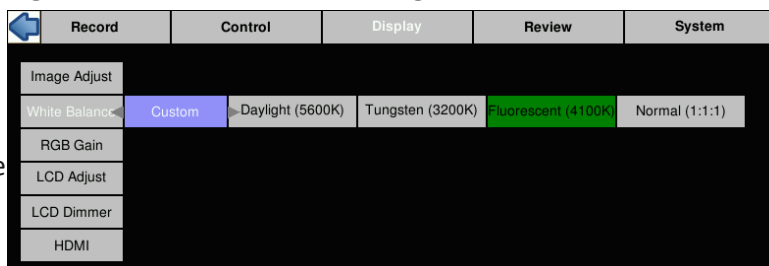 Record Control Display Review System
Image Adjust
White Balance Custom Daylight (5600K) Tungsten (3200K) Fluorescent (4100K) Normal (1:1:1)
RGB Gain
e
LCD Adjust
LCD Dimmer
HDMI